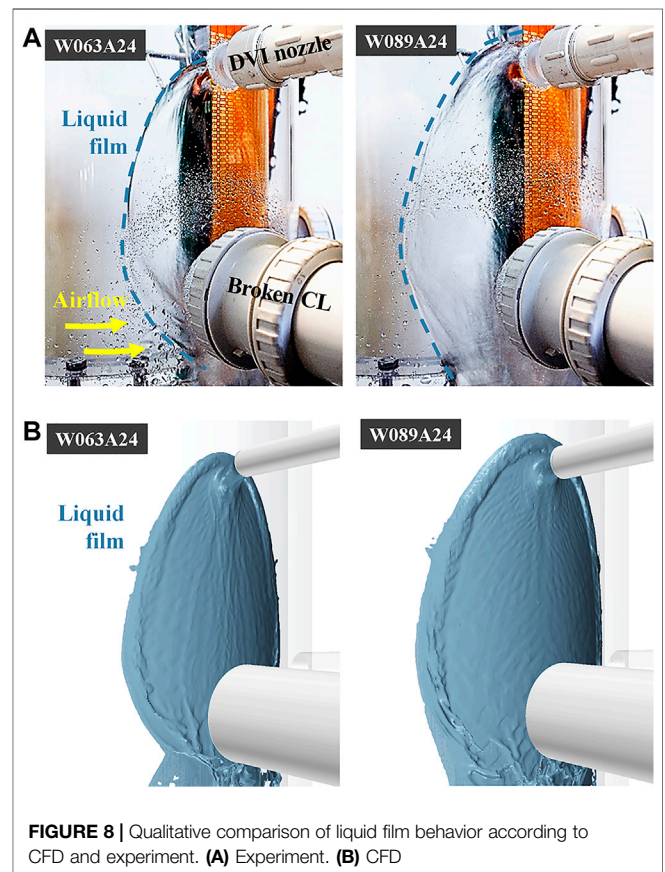 A
W063A24
W089A24
DVI nozzle
Liquid
film
Airflow
Broken CL
B
W063A24
W089A24
Liquid
film
FIGURE 8 | Qualitative comparison of liquid film behavior according to
CFD and experiment. (A) Experiment. (B) CFD